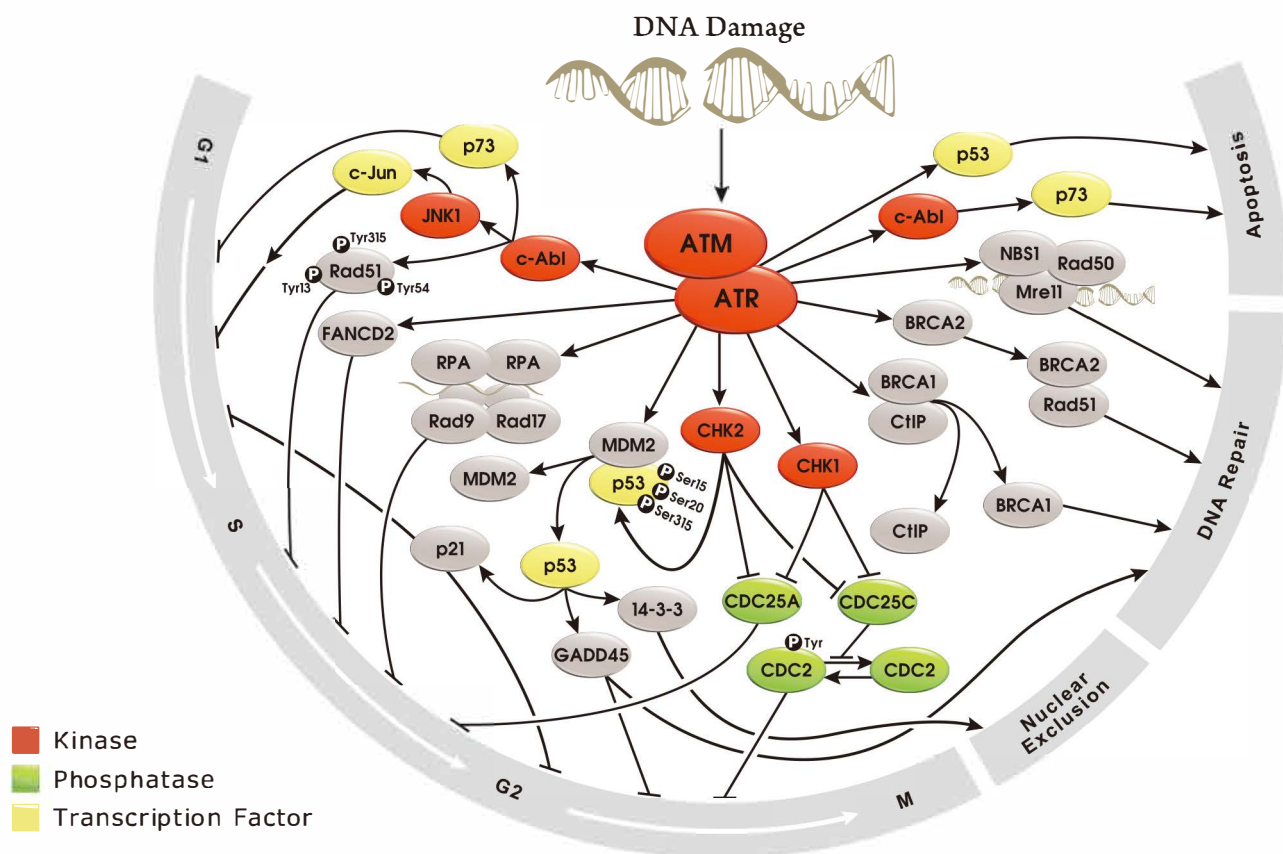 DNA Damage
G1
p73
c-Jun
JNK1
c-Abl
P Tyr315
Rad51
Tyr13 P
P Tyr54
FANCD2
RPA
RPA
Rad9
Rad17
ATM
ATR
p53
c-Abl
p73
NBS1
Rad50
Mre11
BRCA2
BRCA2
Rad51
BRCA1
CtIP
BRCA1
CtIP
CHK2
CHK1
MDM2
MDM2
p53
P Ser15
P Ser20
P Ser315
p21
p53
14-3-3
GADD45
CDC25A
CDC25C
P Tyr
CDC2
CDC2
Apoptosis
DNA Repair
Nuclear
Exclusion
S
G2
M
Kinase
Phosphatase
Transcription Factor